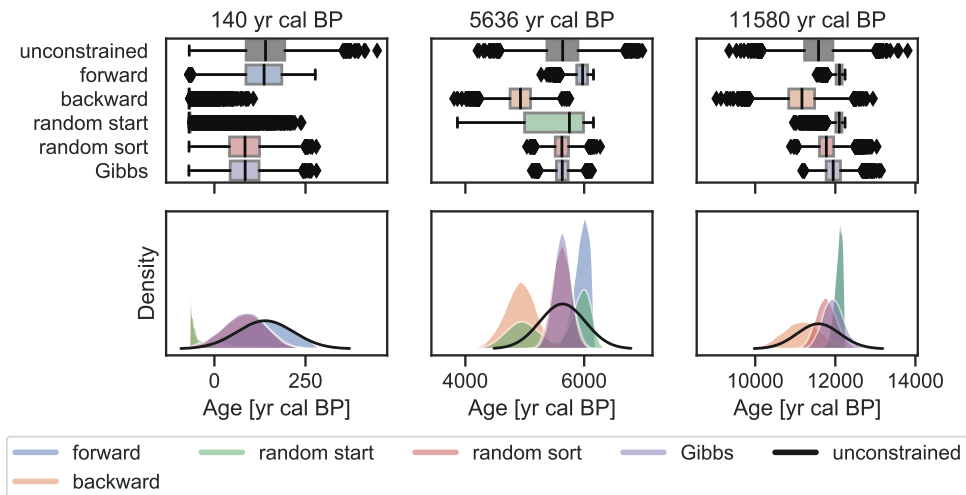 140 yr cal BP 5636 yr cal BP 11580 yr cal BP
unconstrained
forward
backward
random start
random sort
Gibbs
Density
0 250 4000 6000 10000 12000 14000
Age [yr cal BP] Age [yr cal BP] Age [yr cal BP]
forward random start random sort Gibbs unconstrained
backward